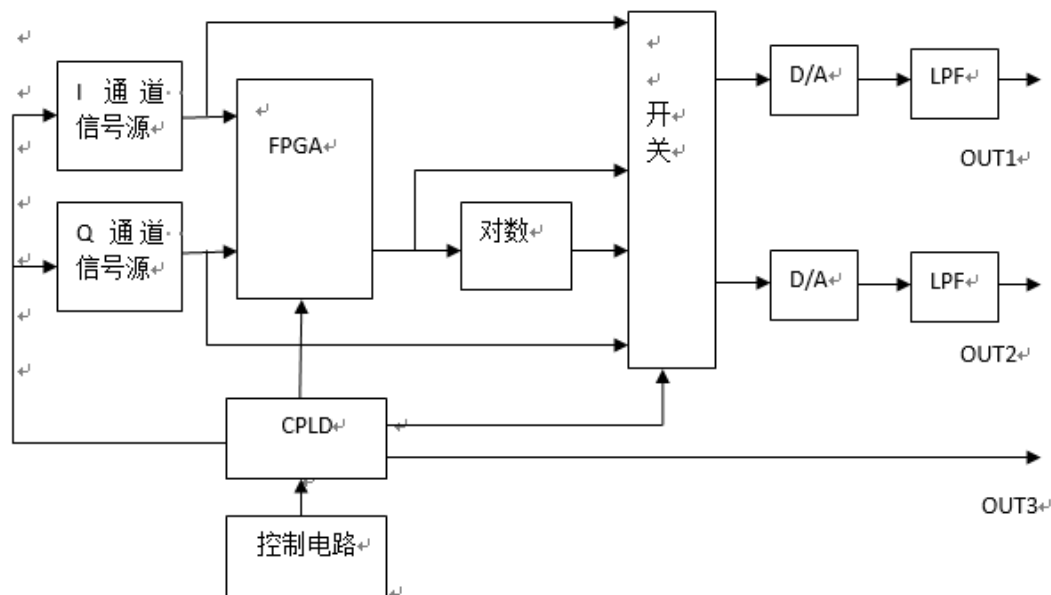 I 通道
信号源
FPGA
Q 通道
信号源
对数
开
关
D/A
LPF
OUT1
D/A
LPF
OUT2
CPLD
OUT3
控制电路